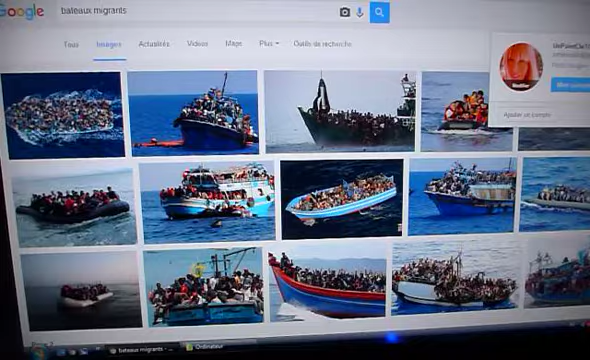 Google
bateaux migrants
Tous Images Actualités Vidéos Maps Plus Outils de recherche
Ajouter un compte
bateaux migrants - ...
Ordinateur